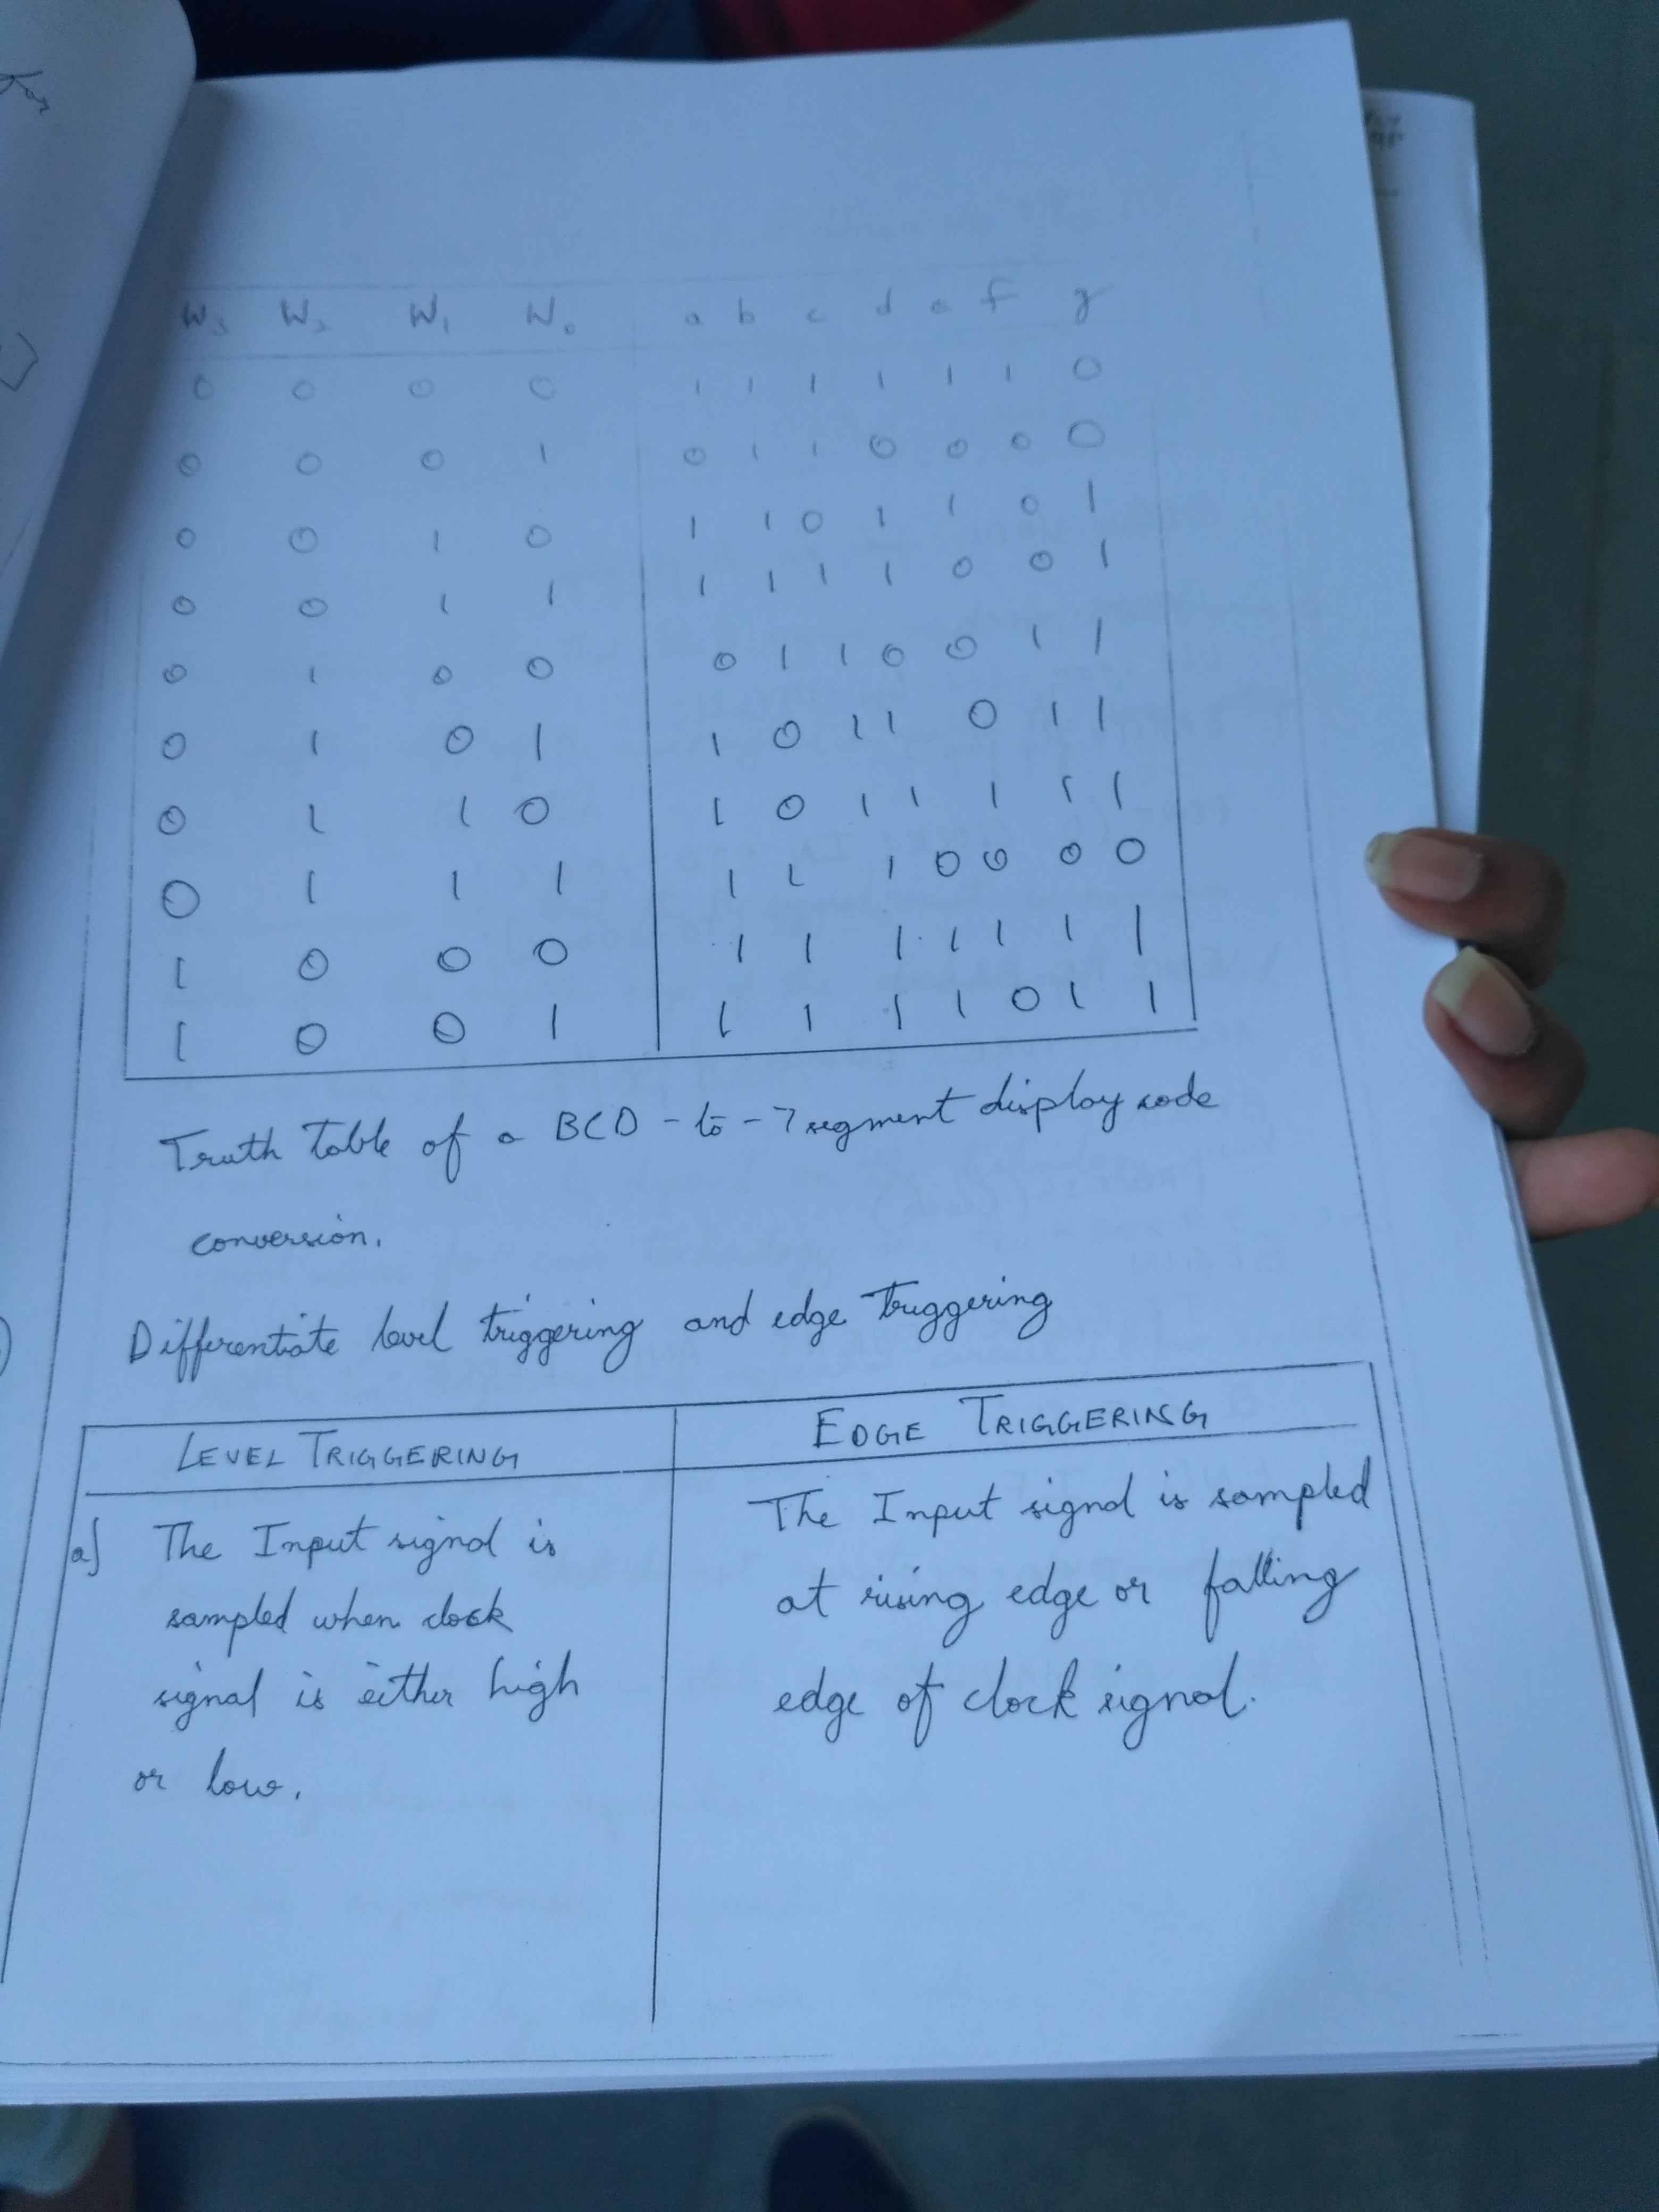 W₃ W₂ W₁ W₀ a b c d e f g
0 0 0 0 1 1 1 1 1 1 0
0 0 0 1 0 1 1 0 0 0 0
0 0 1 0 1 1 0 1 1 0 1
0 0 1 1 1 1 1 1 0 0 1
0 1 0 0 0 1 1 0 0 1 1
0 1 0 1 1 0 1 1 0 1 1
0 1 1 0 1 0 1 1 1 1 1
0 1 1 1 1 1 1 0 0 0 0
1 0 0 0 1 1 1 1 1 1 1
1 0 0 1 1 1 1 1 0 1 1
Truth Table of a BCD-to-7segment display code
conversion.
Differentiate level triggering and edge Triggering
LEVEL TRIGGERING
a] The Input signal is
sampled when clock
signal is either high
or low.
EDGE TRIGGERING
The Input signal is sampled
at rising edge or falling
edge of clock signal.